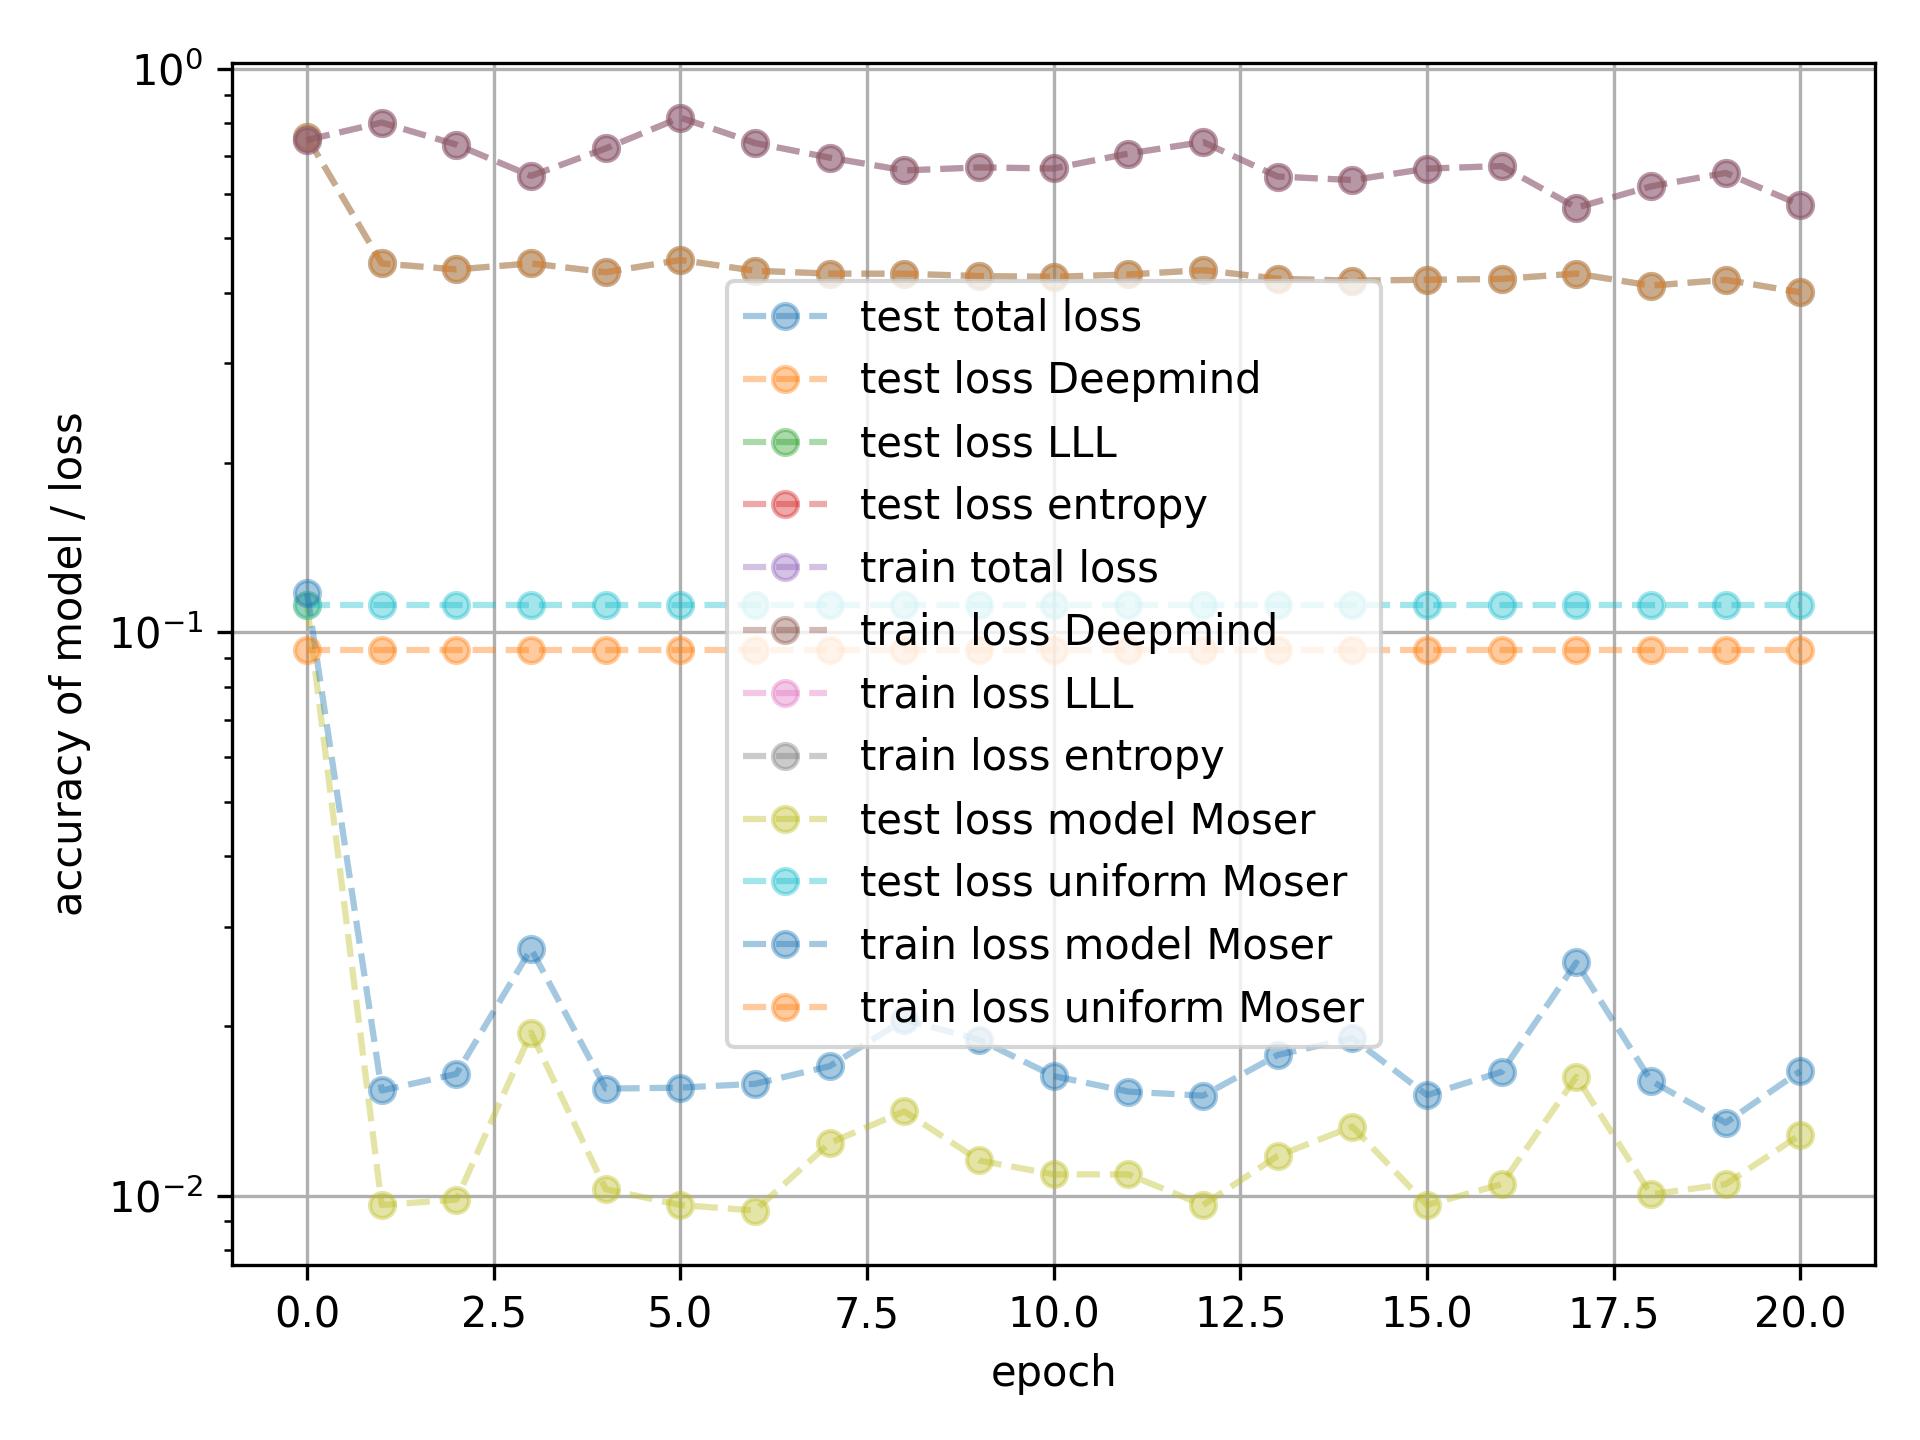 10⁰
10⁻¹
10⁻²
accuracy of model / loss
test total loss
test loss Deepmind
test loss LLL
test loss entropy
train total loss
train loss Deepmind
train loss LLL
train loss entropy
test loss model Moser
test loss uniform Moser
train loss model Moser
train loss uniform Moser
0.0 2.5 5.0 7.5 10.0 12.5 15.0 17.5 20.0
epoch